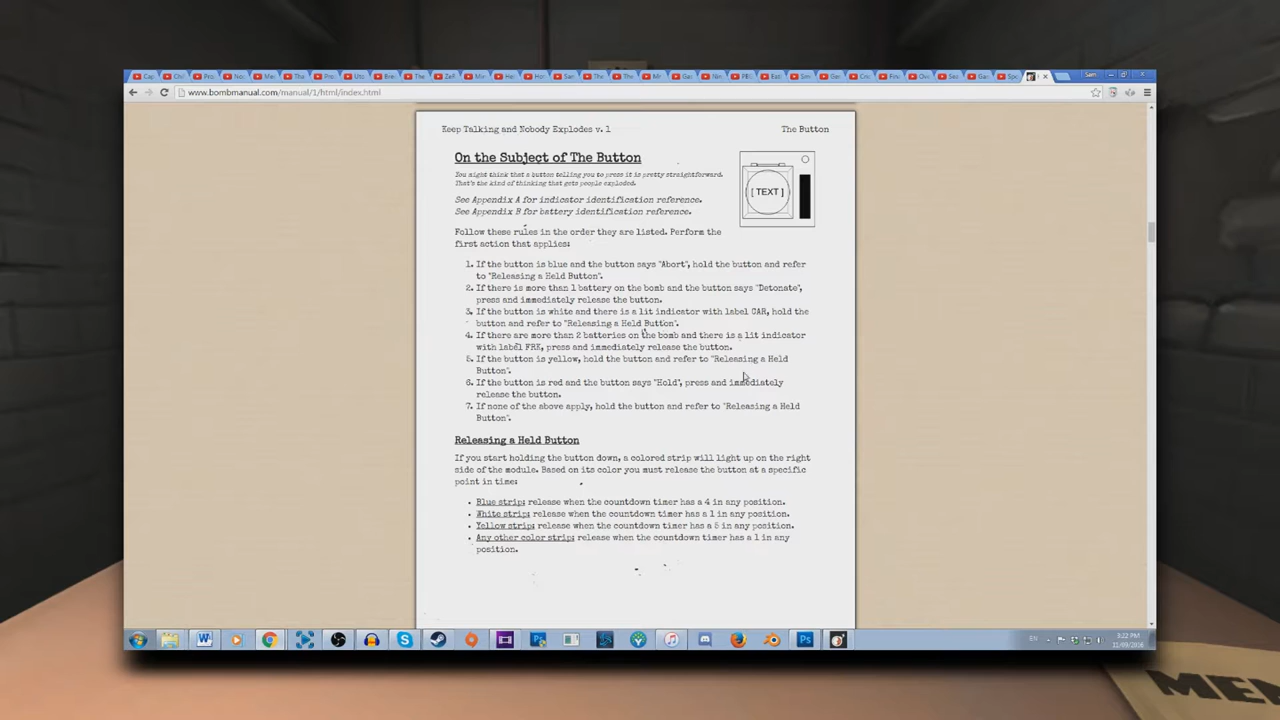 Sam
www.bombmanual.com/manual/1/html/index.html
Keep Talking and Nobody Explodes v. 1
The Button
On the Subject of The Button
You might think that a button telling you to press it is pretty straightforward.
That's the kind of thinking that gets people exploded.
[ TEXT ]
See Appendix A for indicator identification reference.
See Appendix B for battery identification reference.
Follow these rules in the order they are listed. Perform the
first action that applies:
1. If the button is blue and the button says "Abort", hold the button and refer
to "Releasing a Held Button".
2. If there is more than 1 battery on the bomb and the button says "Detonate",
press and immediately release the button.
3. If the button is white and there is a lit indicator with label CAR, hold the
button and refer to "Releasing a Held Button".
4. If there are more than 2 batteries on the bomb and there is a lit indicator
with label FRK, press and immediately release the button.
5. If the button is yellow, hold the button and refer to "Releasing a Held
Button".
6. If the button is red and the button says "Hold", press and immediately
release the button.
7. If none of the above apply, hold the button and refer to "Releasing a Held
Button".
Releasing a Held Button
If you start holding the button down, a colored strip will light up on the right
side of the module. Based on its color you must release the button at a specific
point in time:
• Blue strip: release when the countdown timer has a 4 in any position.
• White strip: release when the countdown timer has a 1 in any position.
• Yellow strip: release when the countdown timer has a 5 in any position.
• Any other color strip: release when the countdown timer has a 1 in any
position.
EN
3:22 PM
11/09/2016